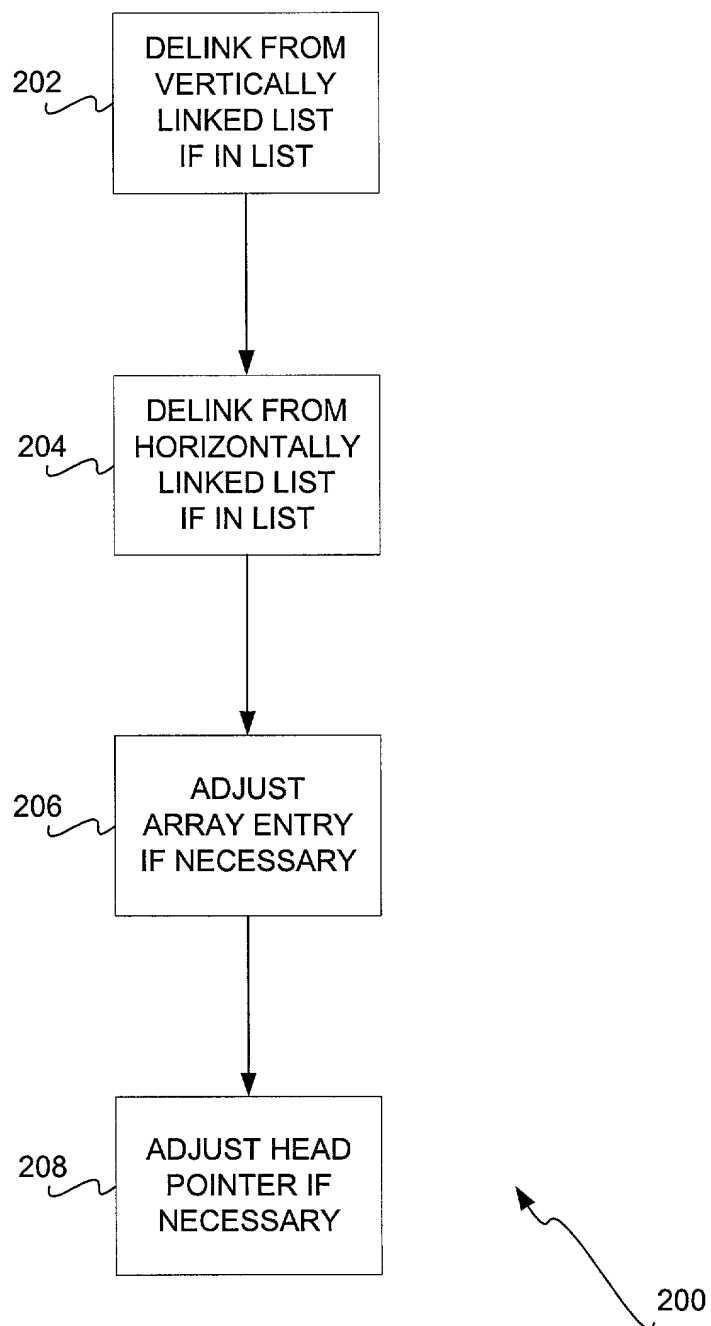 DELINK FROM
VERTICALLY
LINKED LIST
IF IN LIST
202
DELINK FROM
HORIZONTALLY
LINKED LIST
IF IN LIST
204
ADJUST
ARRAY ENTRY
IF NECESSARY
206
ADJUST HEAD
POINTER IF
NECESSARY
208
200